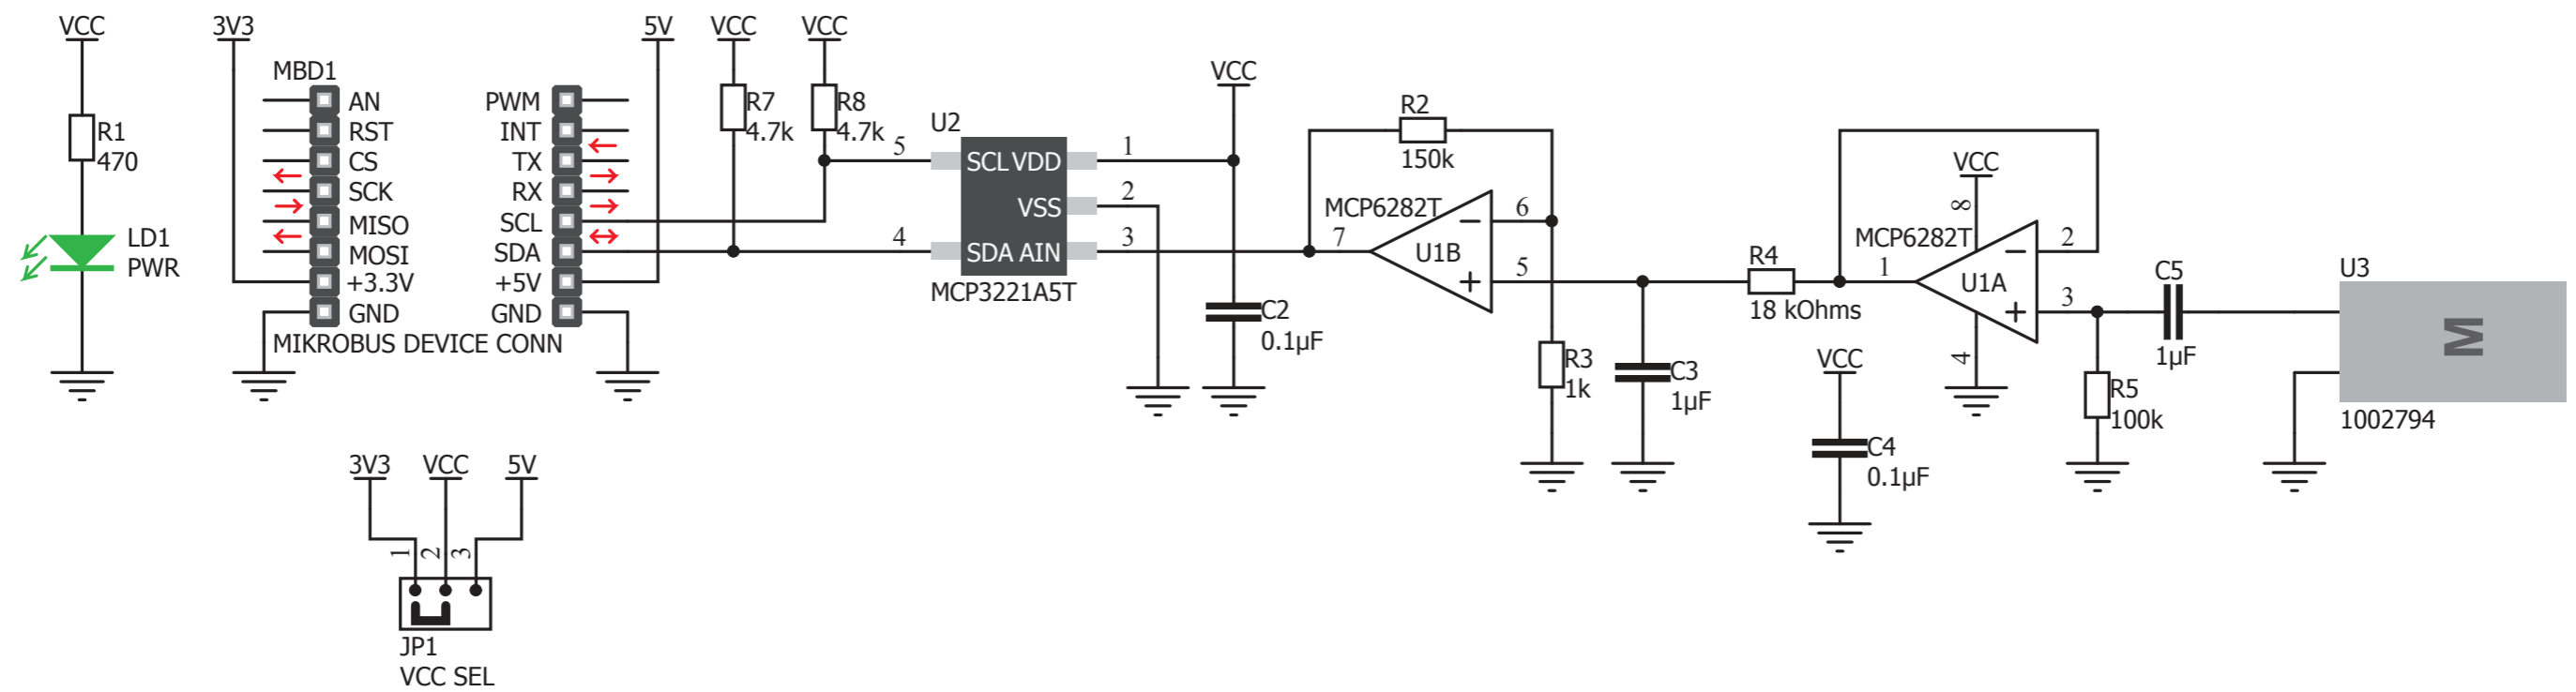 VCC
3V3
5V
VCC
VCC
MBD1
AN
RST
CS
SCK
MISO
MOSI
+3.3V
GND
PWM
INT
TX
RX
SCL
SDA
+5V
GND
MIKROBUS DEVICE CONN
R1
470
LD1
PWR
R7
4.7k
R8
4.7k
U2
5
4
SCL VDD
VSS
SDA AIN
MCP3221A5T
1
2
3
VCC
C2
0.1µF
R2
150k
MCP6282T
7
U1B
6
5
R3
1k
C3
1µF
R4
18 kOhms
VCC
8
MCP6282T
1
U1A
2
3
4
VCC
C4
0.1µF
C5
1µF
R5
100k
U3
M
1002794
3V3
VCC
5V
1
2
3
JP1
VCC SEL